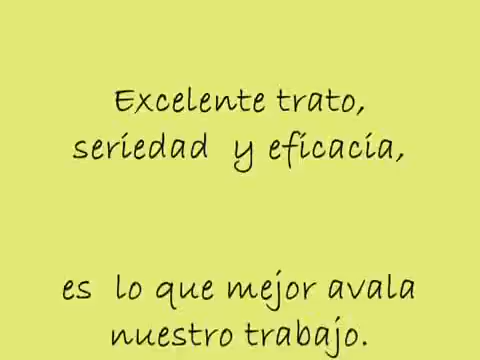 Excelente trato,
seriedad y eficacia,
es lo que mejor avala
nuestro trabajo.